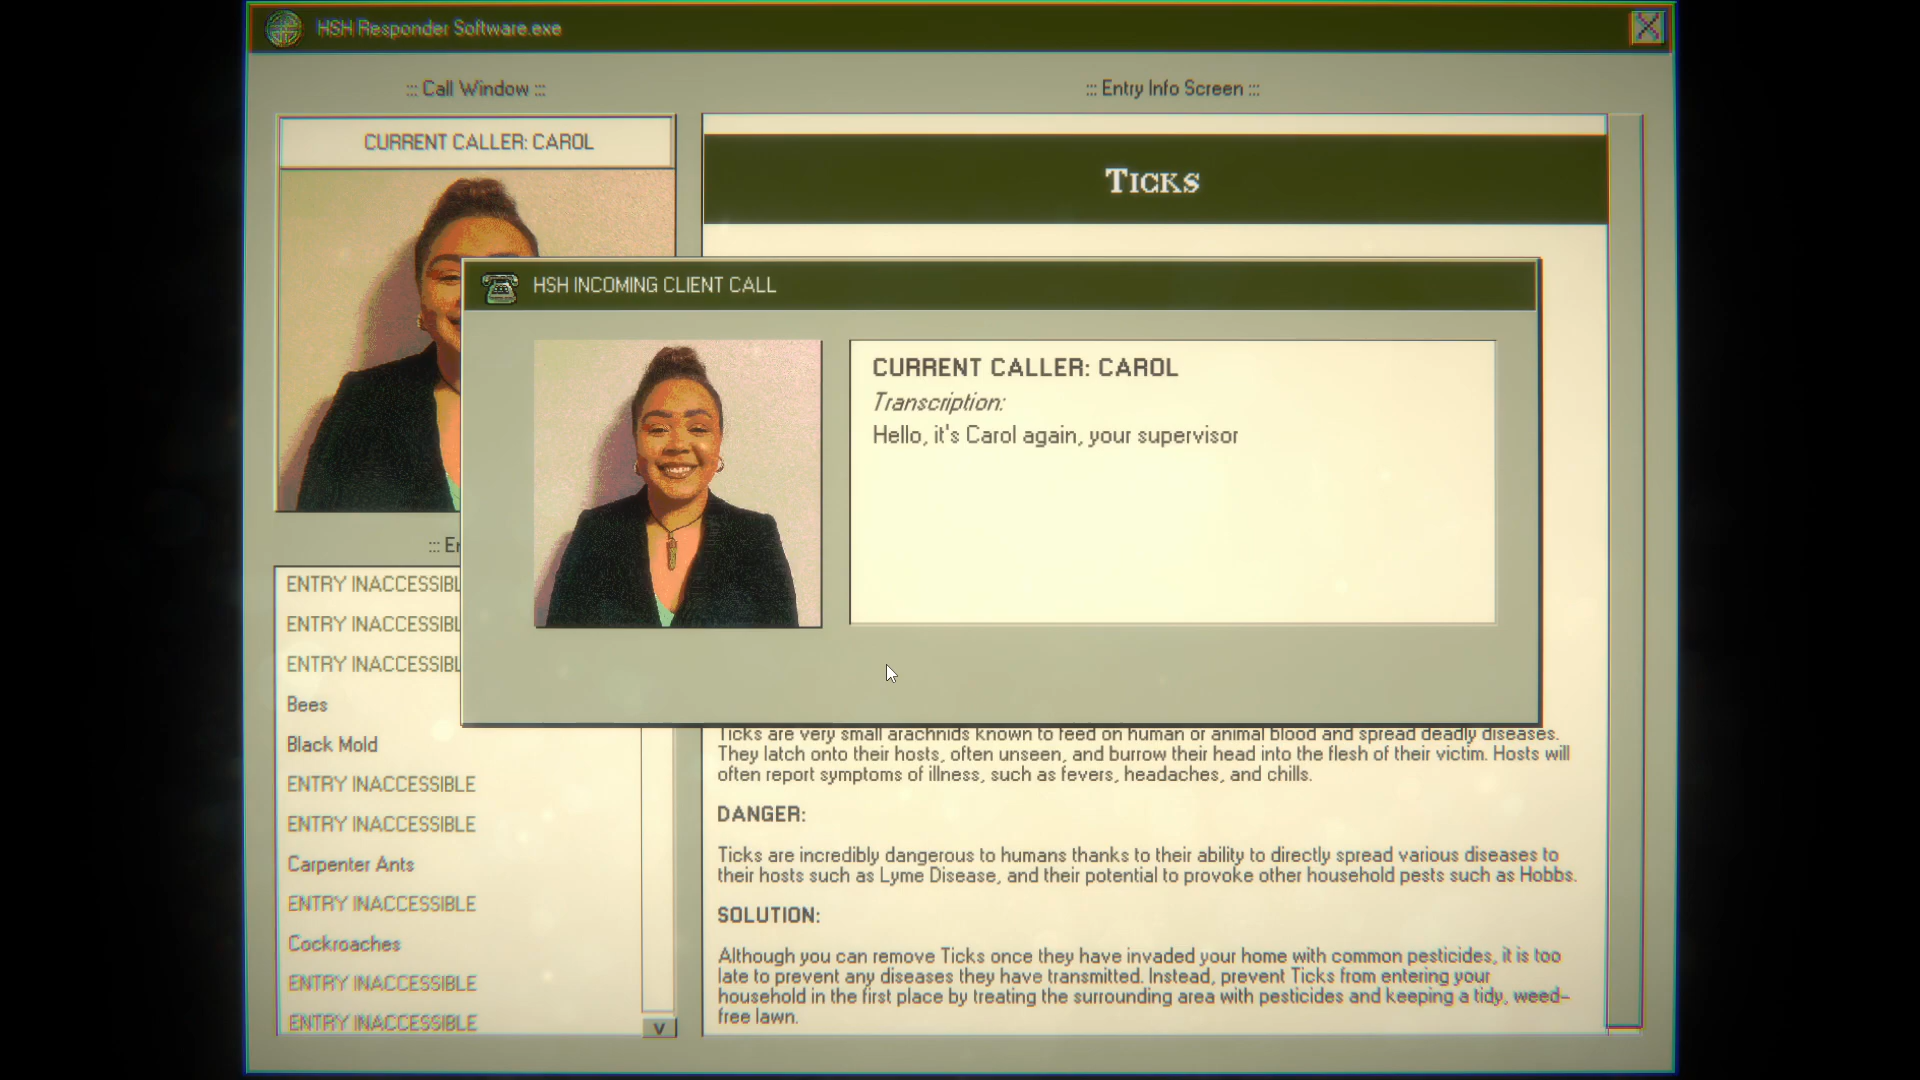 HSH Responder Software.exe
::: Call Window :::
::: Entry Info Screen :::
CURRENT CALLER: CAROL
TICKS
HSH INCOMING CLIENT CALL
CURRENT CALLER: CAROL
Transcription:
Hello, it's Carol again, your supervisor
:::
ENTRY
ENTRY
ENTRY
Bees
Black Mold
ENTRY INACCESSIBLE
ENTRY INACCESSIBLE
Carpenter Ants
ENTRY INACCESSIBLE
Cockroaches
ENTRY INACCESSIBLE
ENTRY INACCESSIBLE
V
Ticks are very small arachnids known to feed on human or animal blood and spread deadly diseases.
They latch onto their hosts, often unseen, and burrow their head into the flesh of their victim. Hosts will
often report symptoms of illness, such as fevers, headaches, and chills.
DANGER:
Ticks are incredibly dangerous to humans thanks to their ability to directly spread various diseases to
their hosts such as Lyme Disease, and their potential to provoke other household pests such as Hobbs.
SOLUTION:
Although you can remove Ticks once they have invaded your home with common pesticides, it is too
late to prevent any diseases they have transmitted. Instead, prevent Ticks from entering your
household in the first place by treating the surrounding area with pesticides and keeping a tidy, weed-
free lawn.